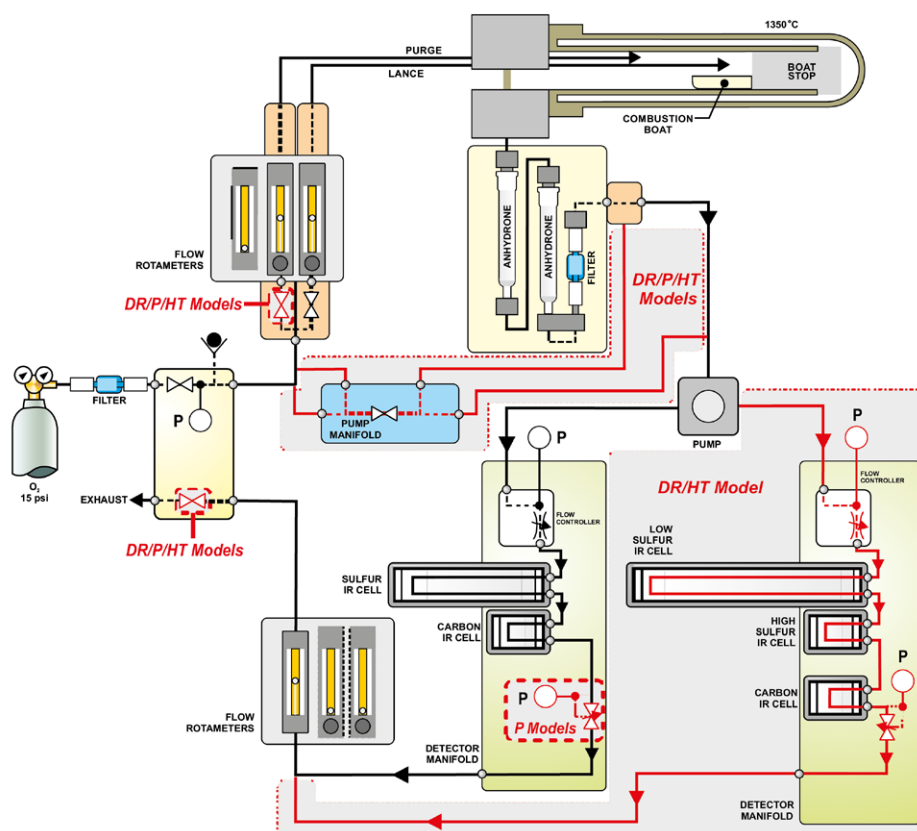 1350°C
PURGE
LANCE
BOAT
STOP
COMBUSTION
BOAT
ANHYDRONE
ANHYDRONE
FILTER
FLOW
ROTAMETERS
DR/P/HT Models
DR/P/HT
Models
FILTER
P
O₂
15 psi
PUMP
MANIFOLD
PUMP
EXHAUST
DR/P/HT Models
P
FLOW
CONTROLLER
SULFUR
IR CELL
CARBON
IR CELL
P
P Models
DETECTOR
MANIFOLD
FLOW
ROTAMETERS
DR/HT Model
P
FLOW
CONTROLLER
LOW
SULFUR
IR CELL
HIGH
SULFUR
IR CELL
CARBON
IR CELL
P
DETECTOR
MANIFOLD